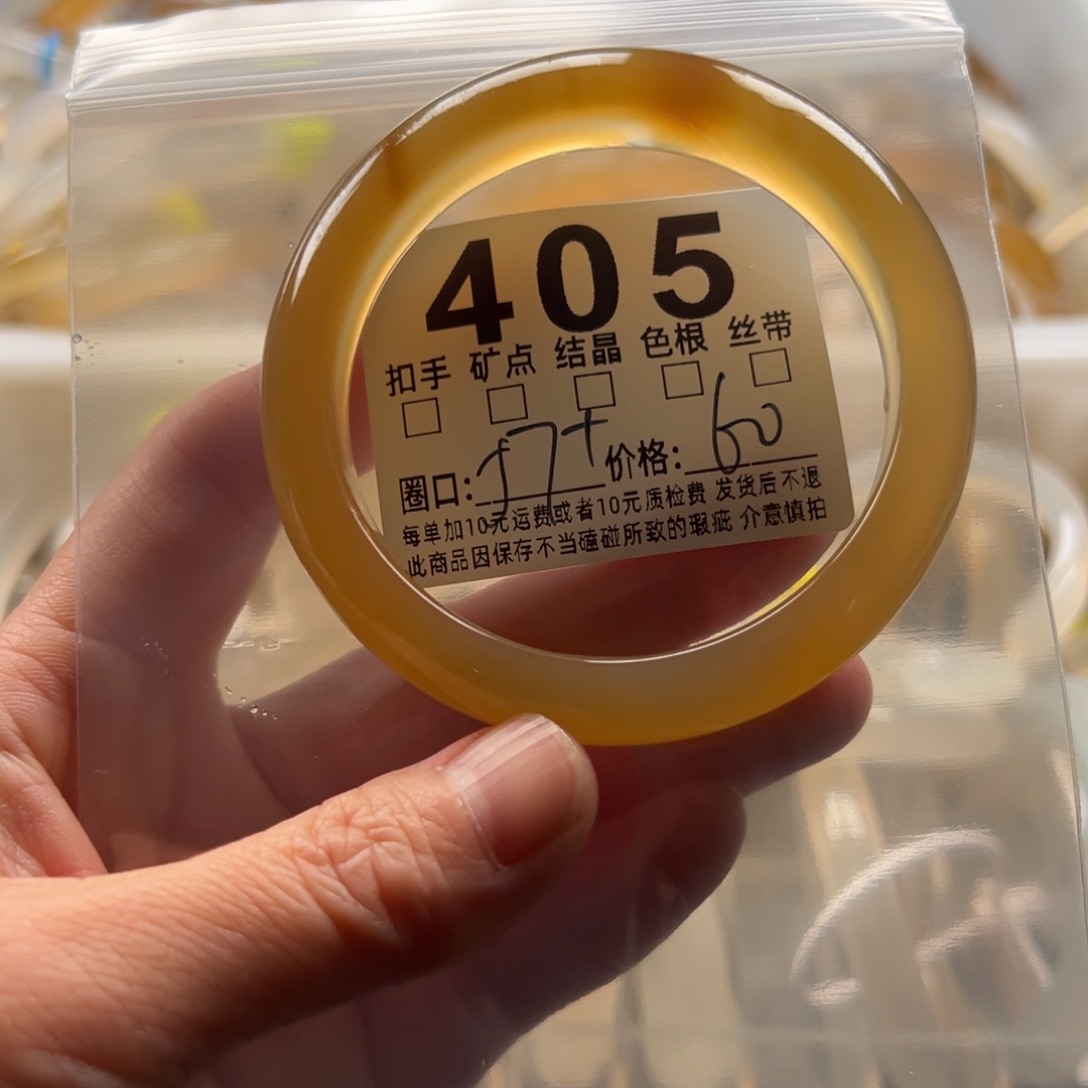 405
扣手 矿点 结晶 色根 丝带
圈口: 57+ 价格: 60
每单加10元运费或者10元质检费 发货后不退
此商品因保存不当磕碰所致的瑕疵 介意慎拍